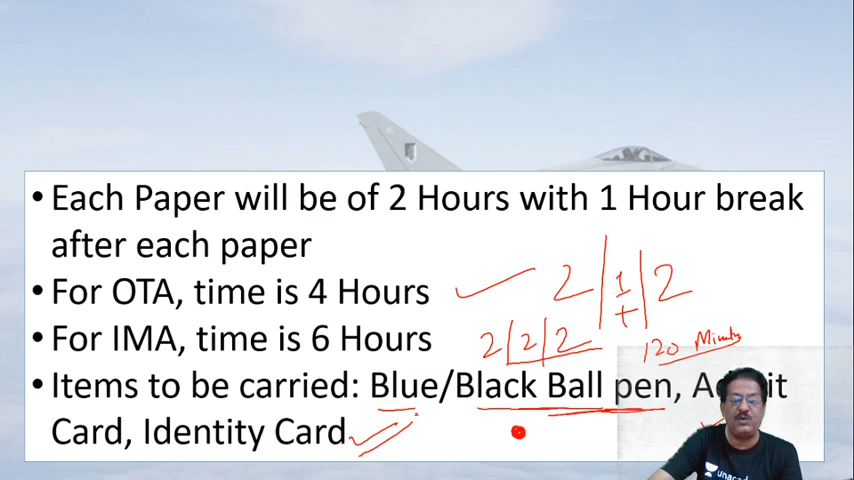 • Each Paper will be of 2 Hours with 1 Hour break
after each paper
• For OTA, time is 4 Hours
2 | 1 | 2
+
• For IMA, time is 6 Hours
2 | 2 | 2
120 Minuts
• Items to be carried: Blue/Black Ball pen,
Card, Identity Card